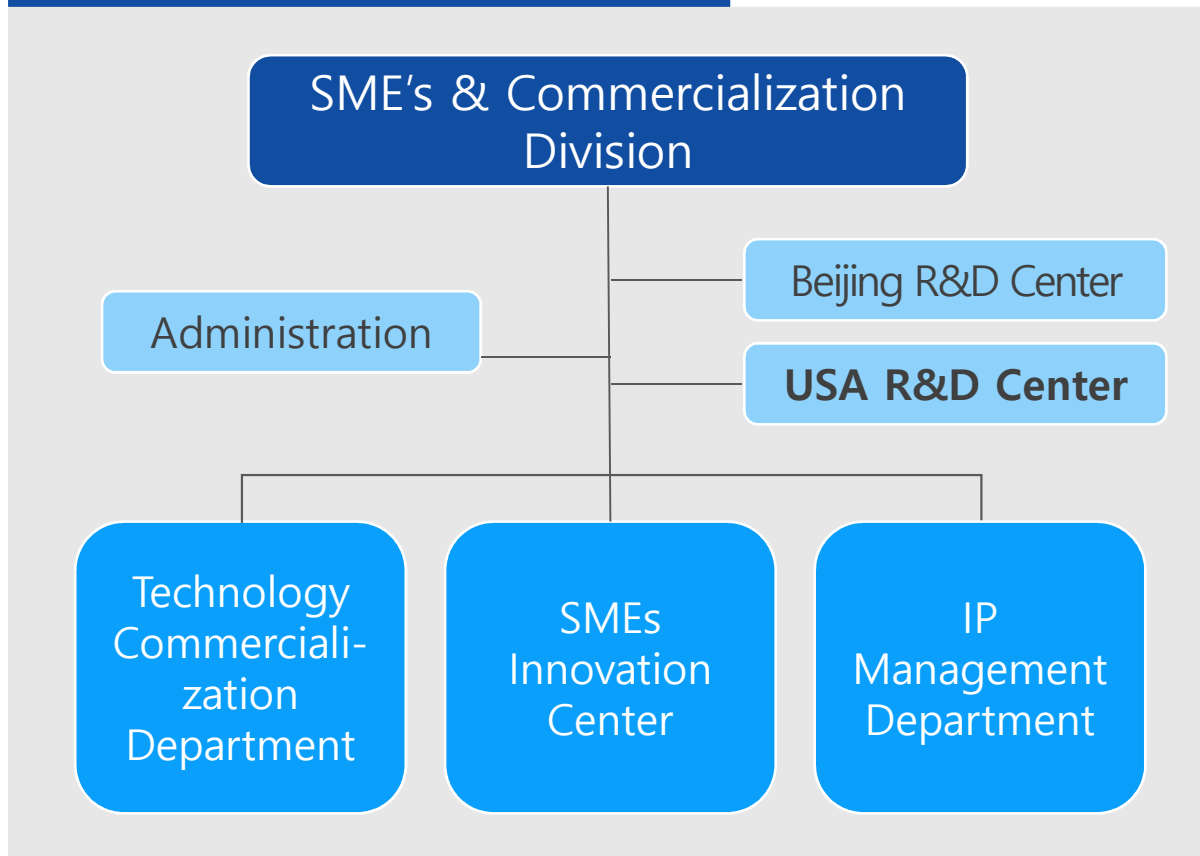 SME's & Commercialization
Division
Beijing R&D Center
Administration
USA R&D Center
Technology
Commerciali-
zation
Department
SMEs
Innovation
Center
IP
Management
Department